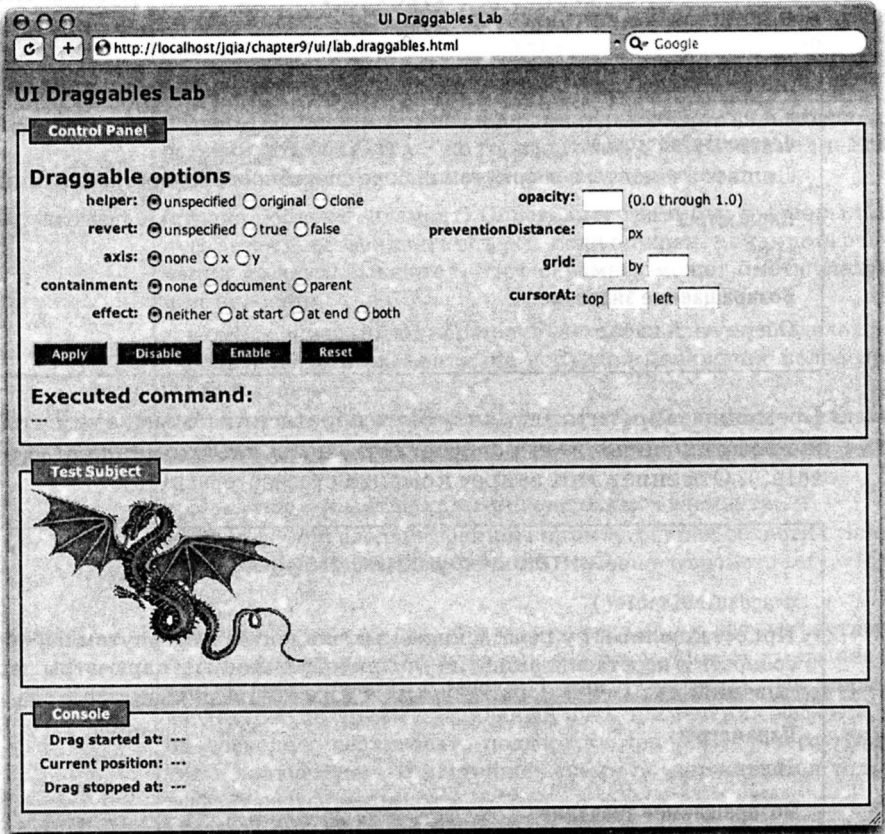 UI Draggables Lab
http://localhost/jqia/chapter9/ui/lab.draggables.html
Google
UI Draggables Lab
Control Panel
Draggable options
helper: unspecified original clone
revert: unspecified true false
axis: none x y
containment: none document parent
effect: neither at start at end both
opacity: (0.0 through 1.0)
preventionDistance: px
grid: by
cursorAt: top left
Apply Disable Enable Reset
Executed command:
---
Test Subject
Console
Drag started at: ---
Current position: ---
Drag stopped at: ---